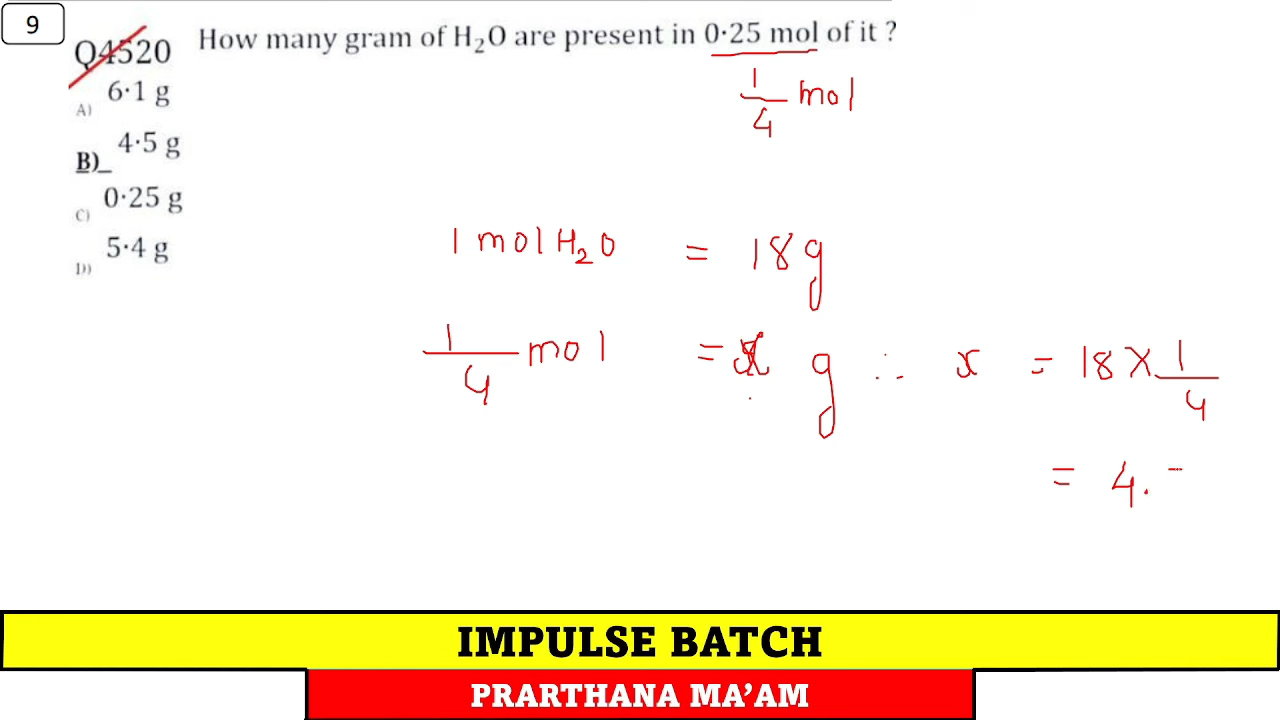 9
Q4520 How many gram of H₂O are present in 0·25 mol of it ?
1/4 mol
A) 6·1 g
B) 4·5 g
C) 0·25 g
D) 5·4 g
1 mol H₂O = 18 g
1/4 mol = x g ∴ x = 18 × 1/4
= 4.
IMPULSE BATCH
PRARTHANA MA’AM